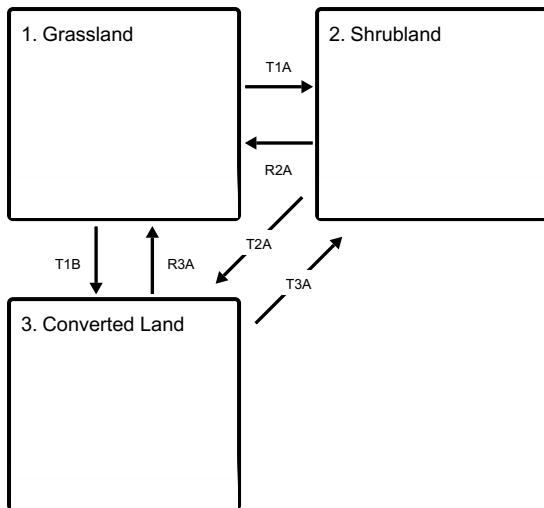 1. Grassland
2. Shrubland
T1A
R2A
T1B
R3A
T2A
T3A
3. Converted Land